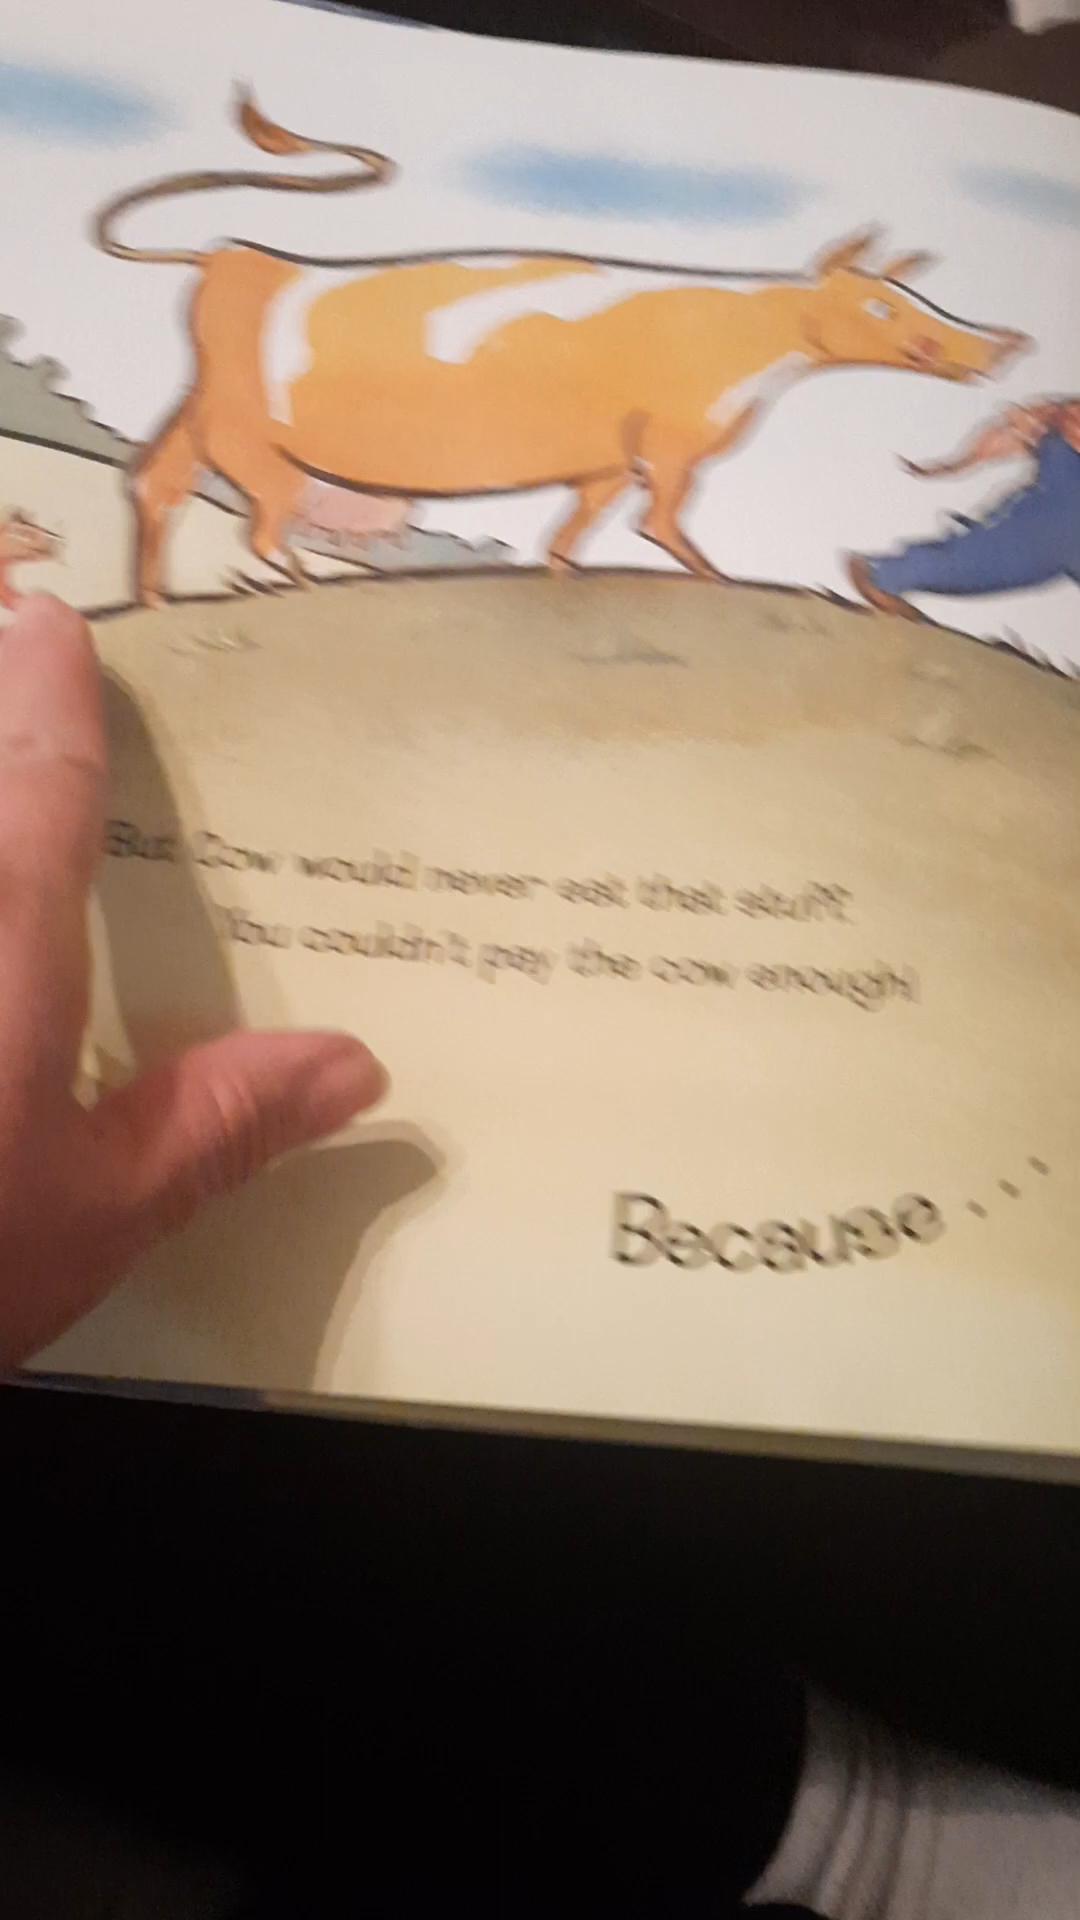 But Cow would never eat that stuff.
You couldn't pay the cow enough!
Because . . .